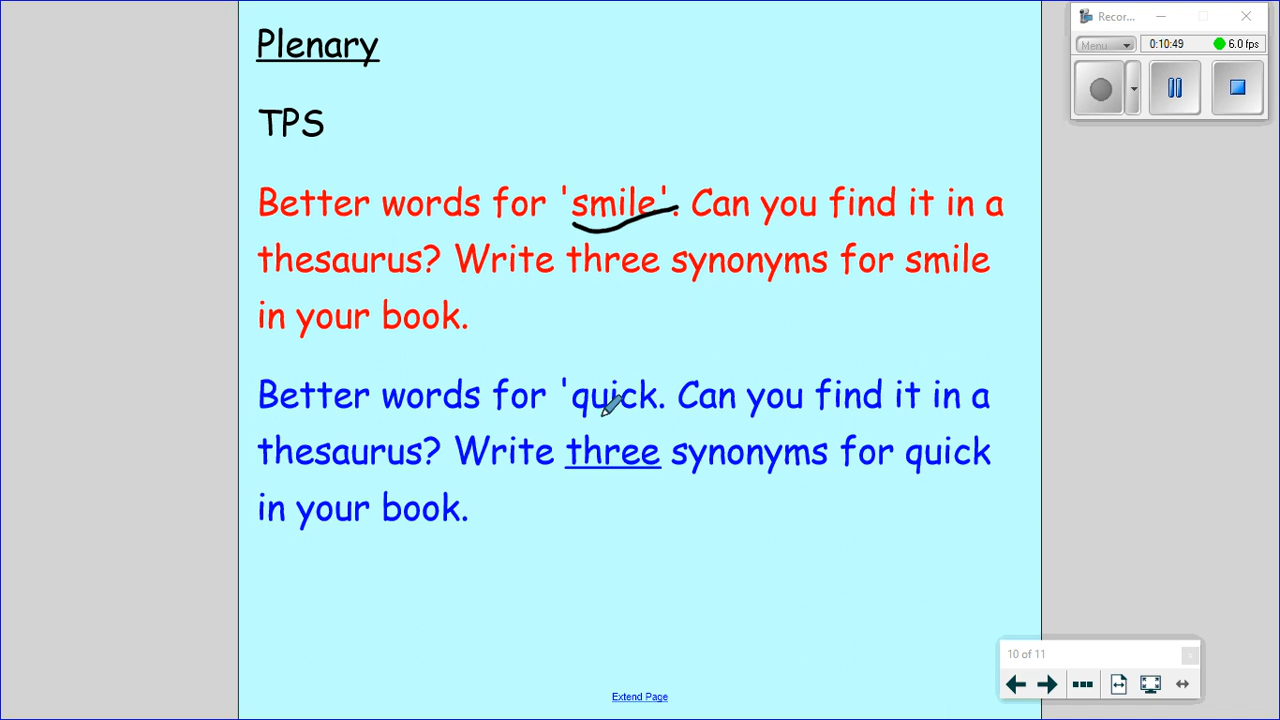 Plenary
TPS
Better words for 'smile'. Can you find it in a
thesaurus? Write three synonyms for smile
in your book.
Better words for 'quick. Can you find it in a
thesaurus? Write three synonyms for quick
in your book.
Extend Page
Recor...
Menu
0:10:49
6.0 fps
10 of 11